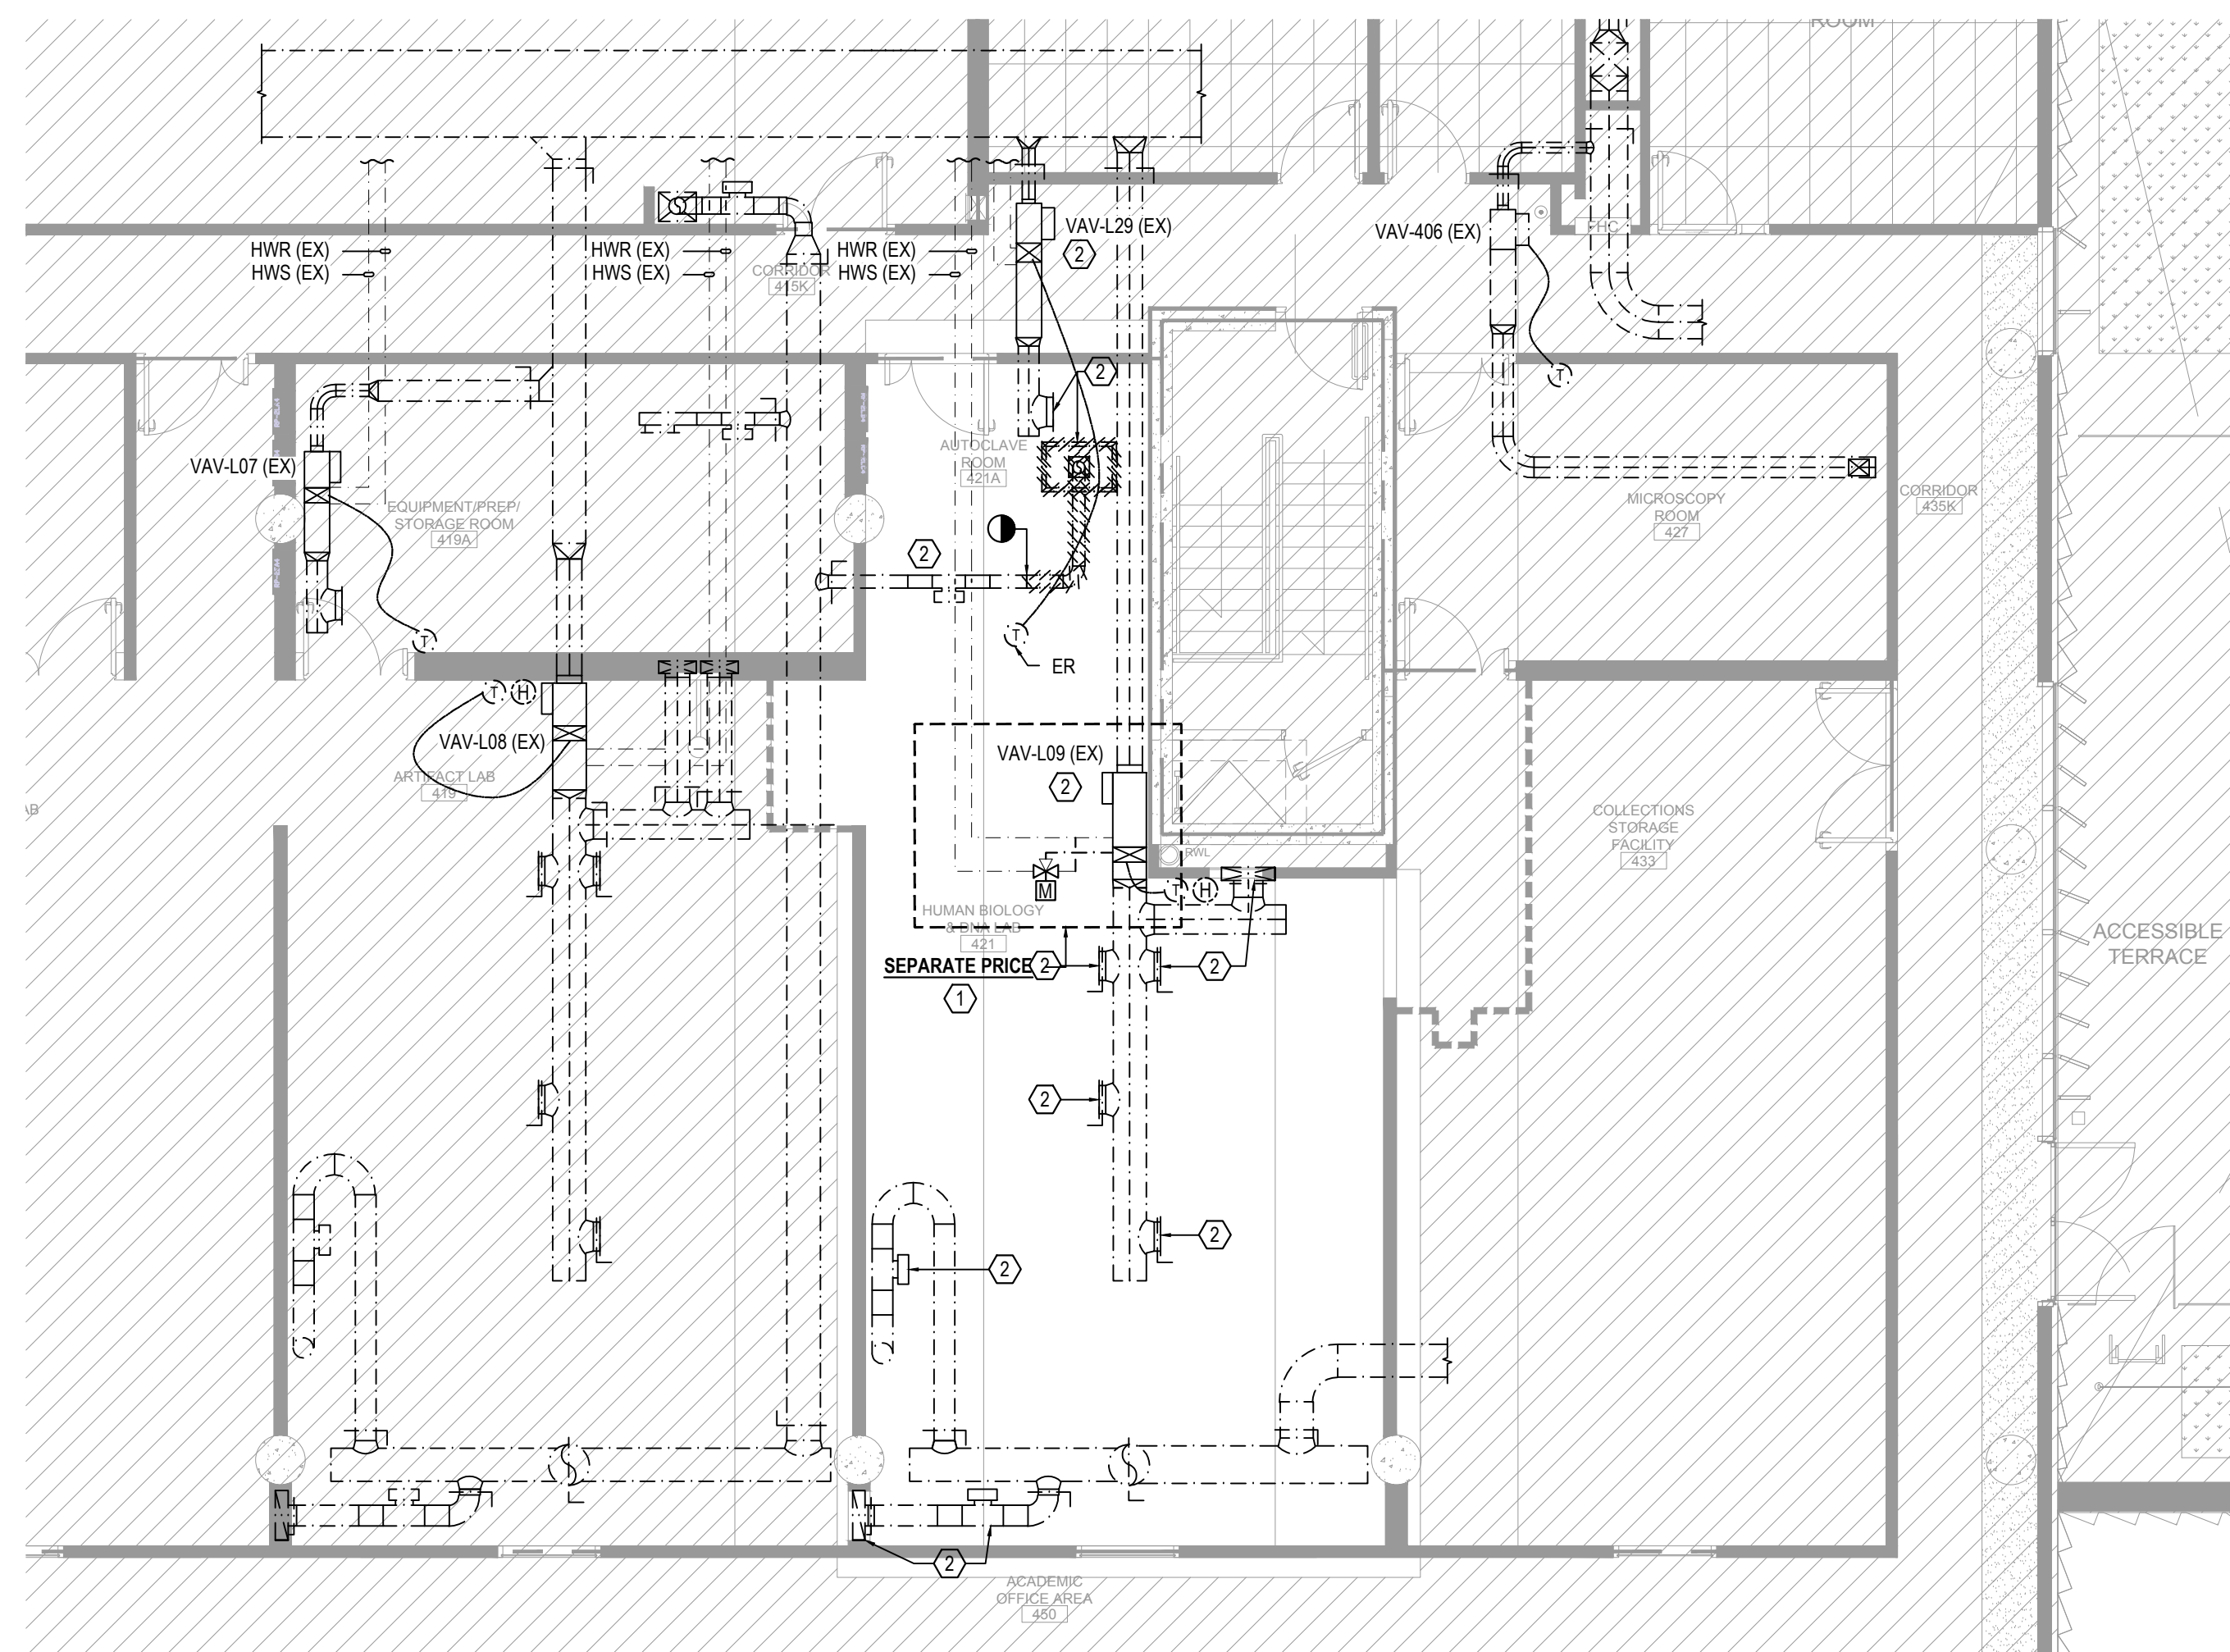 ROOM
HWR (EX)
HWS (EX)
HWR (EX)
HWS (EX)
CORRIDOR
415K
HWR (EX)
HWS (EX)
VAV-L29 (EX)
2
VAV-406 (EX)
FHC
T
2
VAV-L07 (EX)
EQUIPMENT/PREP/
STORAGE ROOM
419A
AUTOCLAVE
ROOM
421A
S
MICROSCOPY
ROOM
427
CORRIDOR
435K
2
T
T
ER
T
H
VAV-L08 (EX)
ARTIFACT LAB
419
VAV-L09 (EX)
2
RWL
M
T
H
HUMAN BIOLOGY
& DNA LAB
421
SEPARATE PRICE
2
2
1
COLLECTIONS
STORAGE
FACILITY
433
ACCESSIBLE
TERRACE
AB
2
2
2
2
ACADEMIC
OFFICE AREA
450